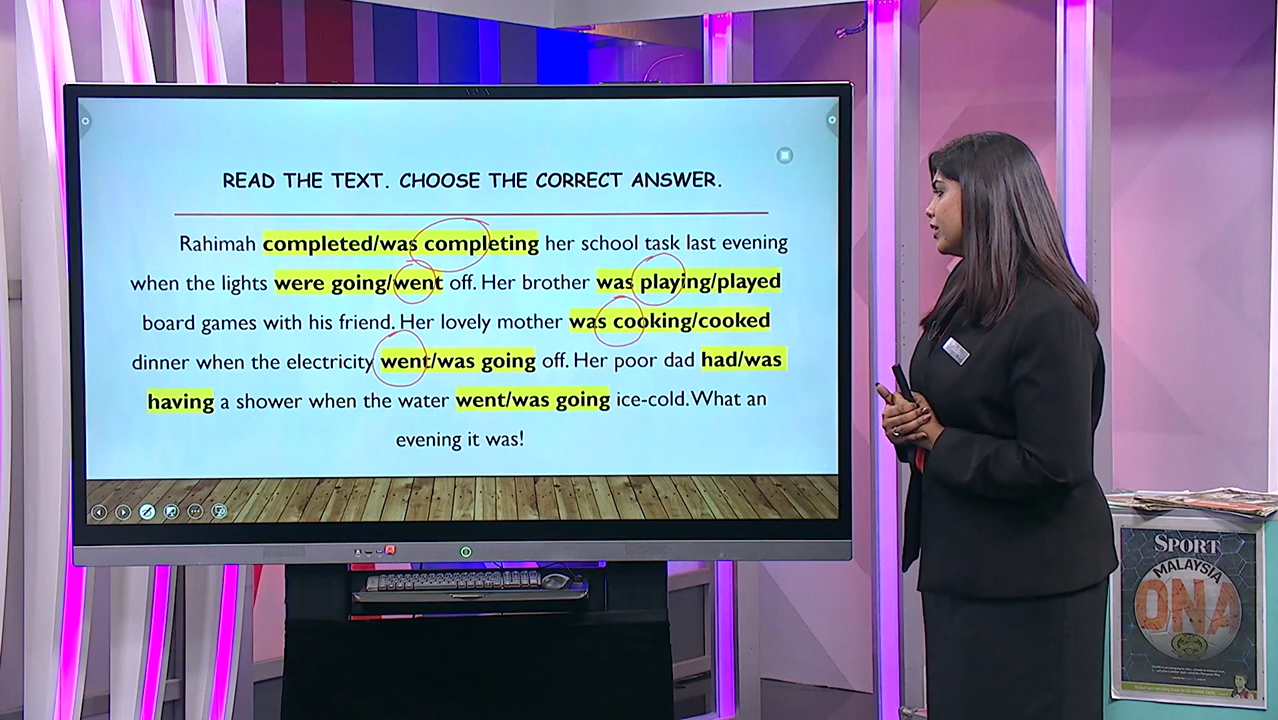 READ THE TEXT. CHOOSE THE CORRECT ANSWER.
Rahimah completed/was completing her school task last evening
when the lights were going/went off. Her brother was playing/played
board games with his friend. Her lovely mother was cooking/cooked
dinner when the electricity went/was going off. Her poor dad had/was
having a shower when the water went/was going ice-cold. What an
evening it was!
SPORT
MALAYSIA
DNA